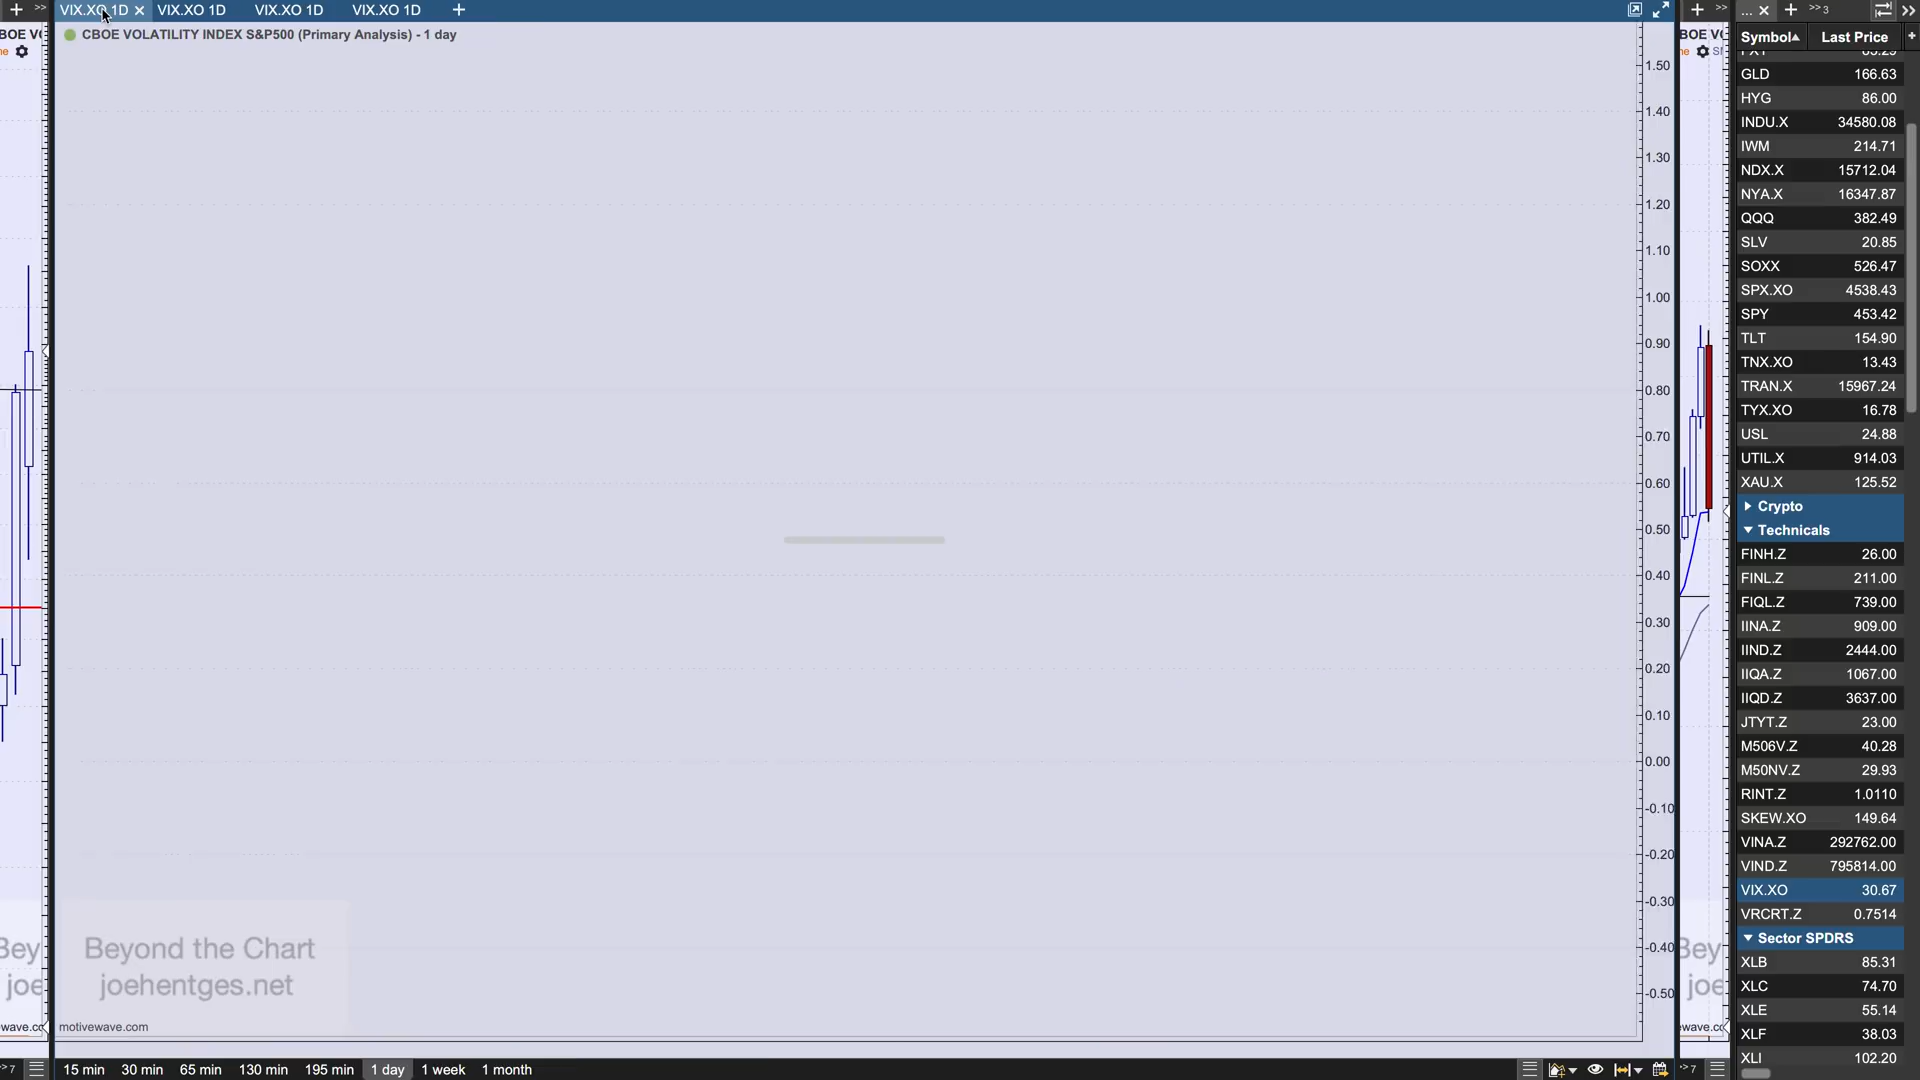 VIX.XO 1D
VIX.XO 1D
VIX.XO 1D
VIX.XO 1D
CBOE VOLATILITY INDEX S&P500 (Primary Analysis) - 1 day
1.50
1.40
1.30
1.20
1.10
1.00
0.90
0.80
0.70
0.60
0.50
0.40
0.30
0.20
0.10
0.00
-0.10
-0.20
-0.30
-0.40
-0.50
Beyond the Chart
joehentges.net
motivewave.com
15 min 30 min 65 min 130 min 195 min 1 day 1 week 1 month
Symbol Last Price
GLD 166.63
HYG 86.00
INDU.X 34580.08
IWM 214.71
NDX.X 15712.04
NYA.X 16347.87
QQQ 382.49
SLV 20.85
SOXX 526.47
SPX.XO 4538.43
SPY 453.42
TLT 154.90
TNX.XO 13.43
TRAN.X 15967.24
TYX.XO 16.78
USL 24.88
UTIL.X 914.03
XAU.X 125.52
Crypto
Technicals
FINH.Z 26.00
FINL.Z 211.00
FIQL.Z 739.00
IINA.Z 909.00
IIND.Z 2444.00
IIQA.Z 1067.00
IIQD.Z 3637.00
JTYT.Z 23.00
M506V.Z 40.28
M50NV.Z 29.93
RINT.Z 1.0110
SKEW.XO 149.64
VINA.Z 292762.00
VIND.Z 795814.00
VIX.XO 30.67
VRCRT.Z 0.7514
Sector SPDRS
XLB 85.31
XLC 74.70
XLE 55.14
XLF 38.03
XLI 102.20